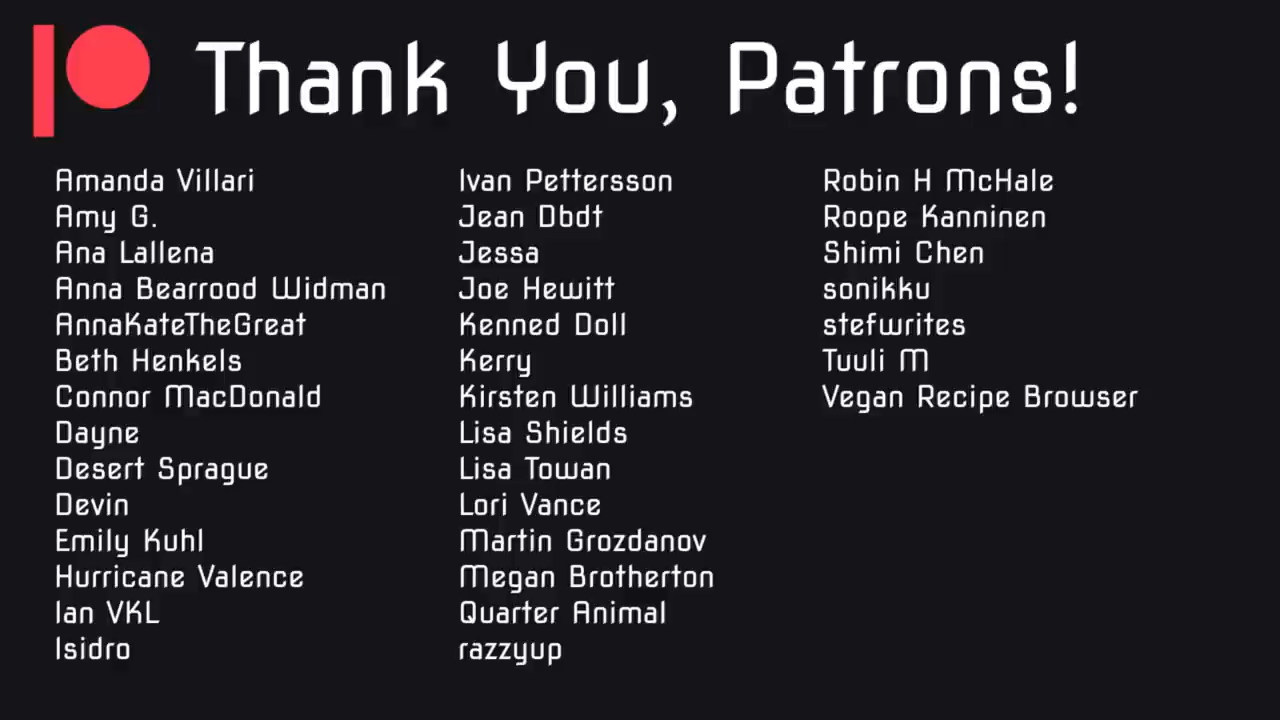 Thank You, Patrons!
Amanda Villari
Amy G.
Ana Lallena
Anna Bearrood Widman
AnnaKateTheGreat
Beth Henkels
Connor MacDonald
Dayne
Desert Sprague
Devin
Emily Kuhl
Hurricane Valence
Ian VKL
Isidro
Ivan Pettersson
Jean Dbdt
Jessa
Joe Hewitt
Kenned Doll
Kerry
Kirsten Williams
Lisa Shields
Lisa Towan
Lori Vance
Martin Grozdanov
Megan Brotherton
Quarter Animal
razzyup
Robin H McHale
Roope Kanninen
Shimi Chen
sonikku
stefwrites
Tuuli M
Vegan Recipe Browser